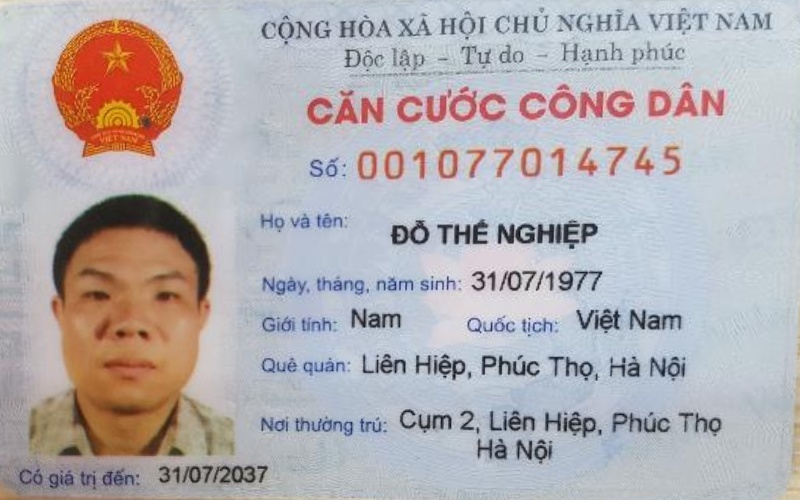 CỘNG HÒA XÃ HỘI CHỦ NGHĨA VIỆT NAM
Độc lập - Tự do - Hạnh phúc
CĂN CƯỚC CÔNG DÂN
Số: 001077014745
Họ và tên: ĐỖ THẾ NGHIỆP
Ngày, tháng, năm sinh: 31/07/1977
Giới tính: Nam Quốc tịch: Việt Nam
Quê quán: Liên Hiệp, Phúc Thọ, Hà Nội
Nơi thường trú: Cụm 2, Liên Hiệp, Phúc Thọ
Hà Nội
Có giá trị đến: 31/07/2037